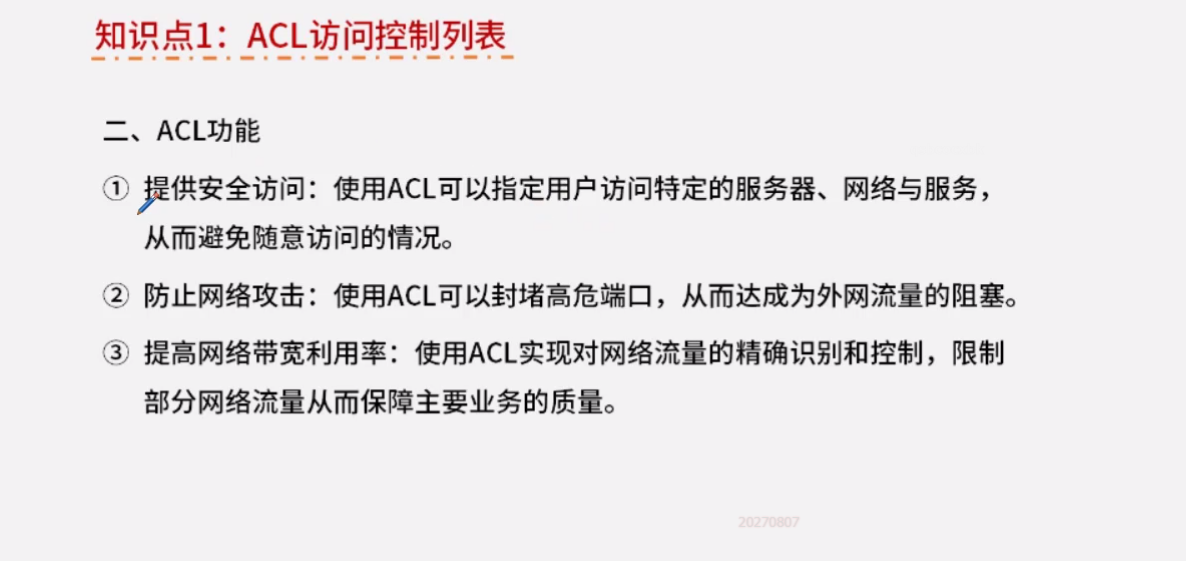 知识点1：ACL访问控制列表
二、ACL功能
① 提供安全访问：使用ACL可以指定用户访问特定的服务器、网络与服务，
从而避免随意访问的情况。
② 防止网络攻击：使用ACL可以封堵高危端口，从而达成为外网流量的阻塞。
③ 提高网络带宽利用率：使用ACL实现对网络流量的精确识别和控制，限制
部分网络流量从而保障主要业务的质量。
20270807